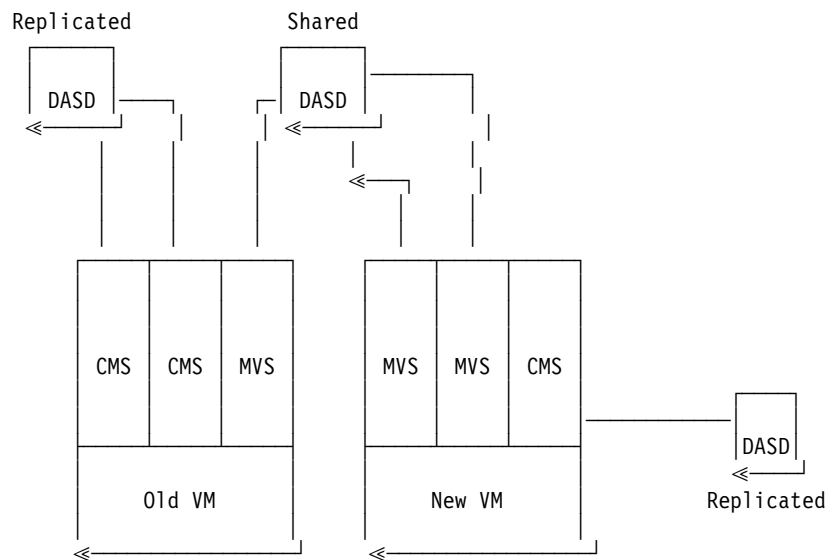 Replicated Shared
DASD DASD
CMS CMS MVS MVS MVS CMS
DASD
Old VM New VM Replicated